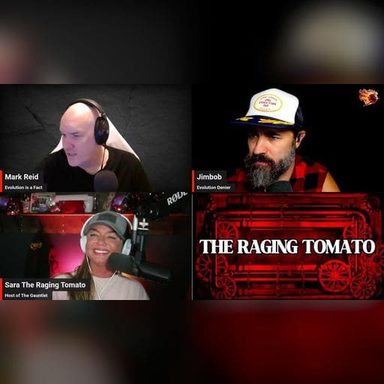 Mark Reid
Evolution is a Fact
Jimbob
Evolution Denier
ROD
Sara The Raging Tomato
Host of The Gauntlet
THE RAGING TOMATO